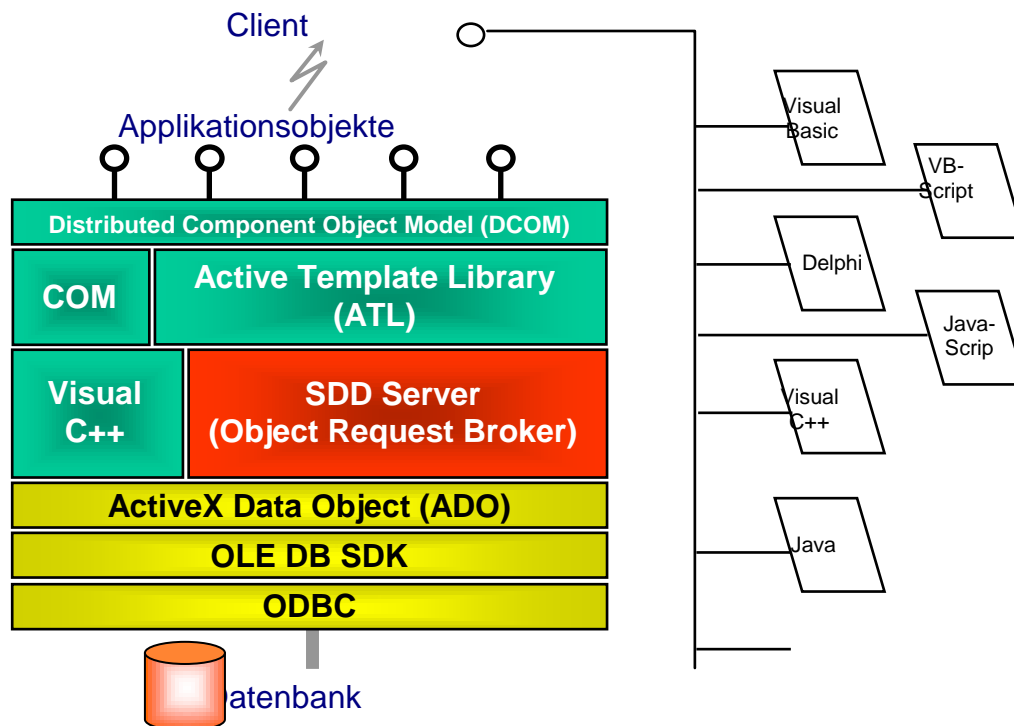 Client
Applikationsobjekte
Distributed Component Object Model (DCOM)
COM
Active Template Library
(ATL)
Visual
C++
SDD Server
(Object Request Broker)
ActiveX Data Object (ADO)
OLE DB SDK
ODBC
Datenbank
Visual
Basic
VB-
Script
Delphi
Java-
Scrip
Visual
C++
Java